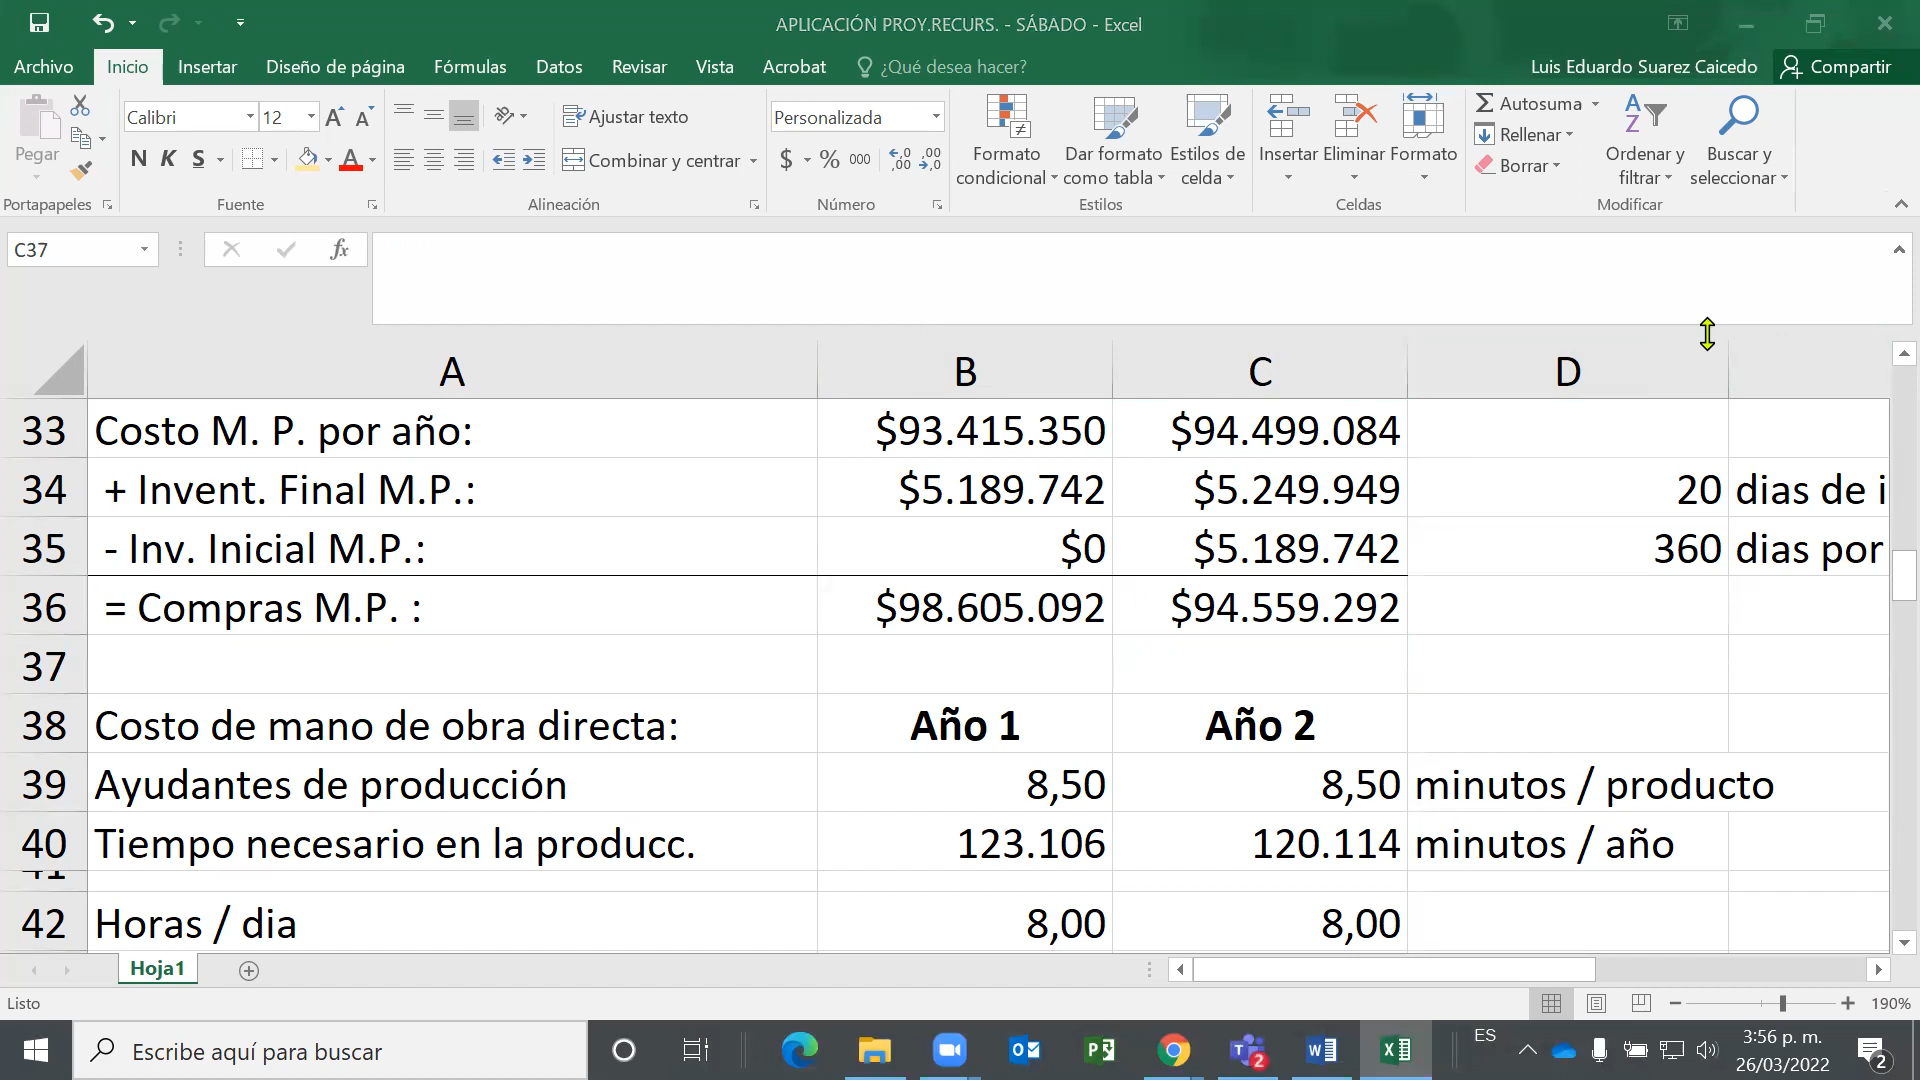 APLICACIÓN PROY.RECURS. - SÁBADO - Excel
Archivo Inicio Insertar Diseño de página Fórmulas Datos Revisar Vista Acrobat ¿Qué desea hacer? Luis Eduardo Suarez Caicedo Compartir
Pegar
Calibri 12
N K S
Ajustar texto
Combinar y centrar
Personalizada
$ % 000
Formato condicional
Dar formato como tabla
Estilos de celda
Insertar Eliminar Formato
Autosuma
Rellenar
Borrar
Ordenar y filtrar
Buscar y seleccionar
Portapapeles Fuente Alineación Número Estilos Celdas Modificar
C37 fx
A B C D
33 Costo M. P. por año: $93.415.350 $94.499.084
34 + Invent. Final M.P.: $5.189.742 $5.249.949 20 dias de i
35 - Inv. Inicial M.P.: $0 $5.189.742 360 dias por
36 = Compras M.P. : $98.605.092 $94.559.292
37
38 Costo de mano de obra directa: Año 1 Año 2
39 Ayudantes de producción 8,50 8,50 minutos / producto
40 Tiempo necesario en la producc. 123.106 120.114 minutos / año
41
42 Horas / dia 8,00 8,00
Hoja1
Listo 190%
Escribe aquí para buscar
ES
3:56 p. m.
26/03/2022
2
2